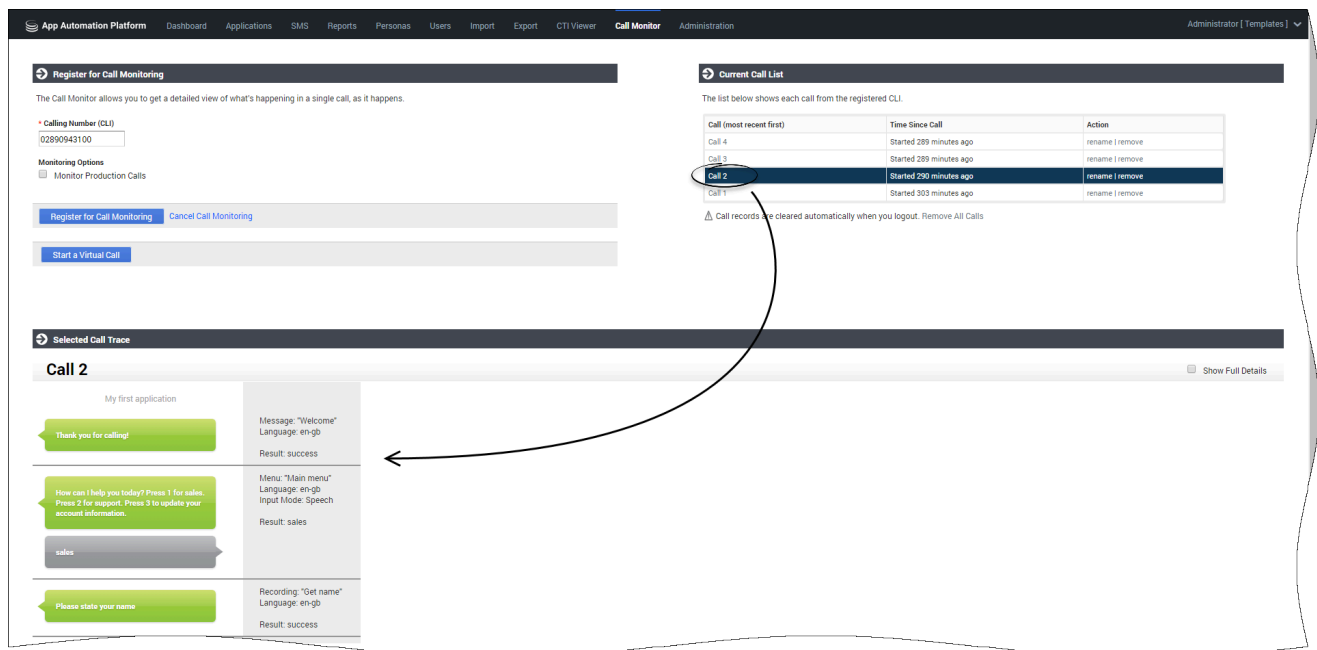 App Automation Platform Dashboard Applications SMS Reports Personas Users Import Export CTI Viewer Call Monitor Administration Administrator [ Templates ]
Register for Call Monitoring
The Call Monitor allows you to get a detailed view of what's happening in a single call, as it happens.
* Calling Number (CLI)
02890943100
Monitoring Options
Monitor Production Calls
Register for Call Monitoring Cancel Call Monitoring
Start a Virtual Call
Current Call List
The list below shows each call from the registered CLI.
Call (most recent first) Time Since Call Action
Call 4 Started 289 minutes ago rename | remove
Call 3 Started 289 minutes ago rename | remove
Call 2 Started 290 minutes ago rename | remove
Call 1 Started 303 minutes ago rename | remove
Call records are cleared automatically when you logout. Remove All Calls
Selected Call Trace
Call 2
Show Full Details
My first application
Thank you for calling!
Message: "Welcome"
Language: en-gb
Result: success
How can I help you today? Press 1 for sales.
Press 2 for support. Press 3 to update your
account information.
Menu: "Main menu"
Language: en-gb
Input Mode: Speech
Result: sales
sales
Please state your name
Recording: "Get name"
Language: en-gb
Result: success